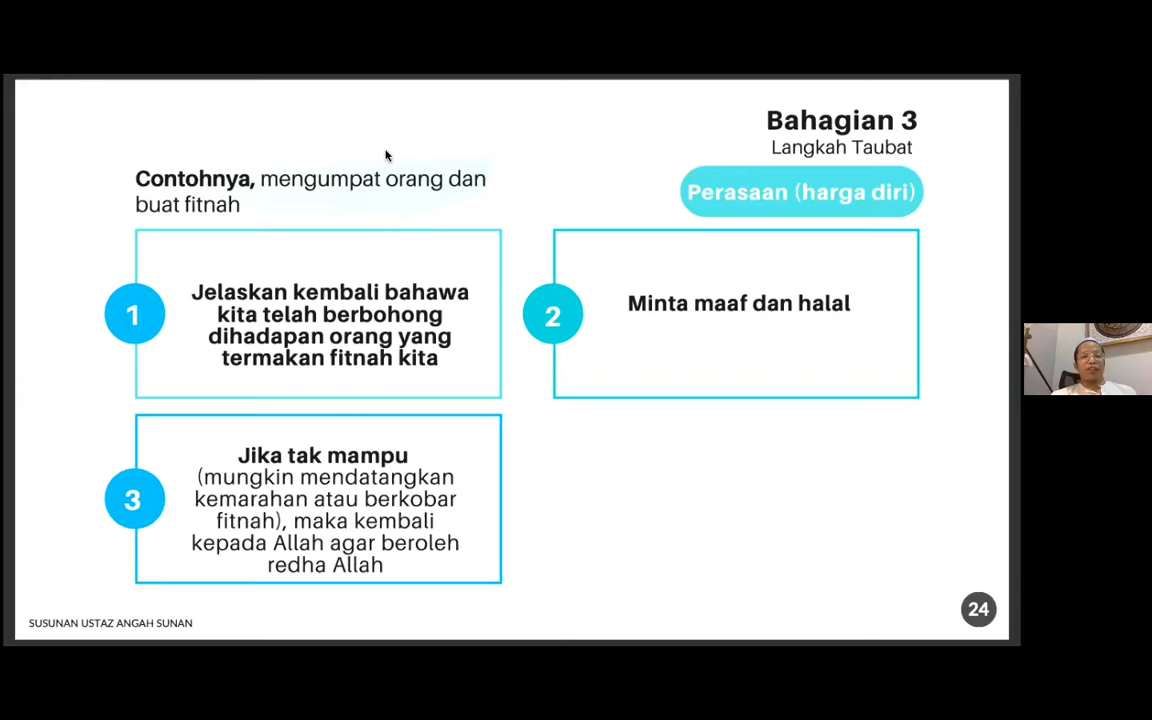 Bahagian 3
Langkah Taubat
Perasaan (harga diri)
Contohnya, mengumpat orang dan
buat fitnah
1
Jelaskan kembali bahawa
kita telah berbohong
dihadapan orang yang
termakan fitnah kita
2
Minta maaf dan halal
3
Jika tak mampu
(mungkin mendatangkan
kemarahan atau berkobar
fitnah), maka kembali
kepada Allah agar beroleh
redha Allah
SUSUNAN USTAZ ANGAH SUNAN
24